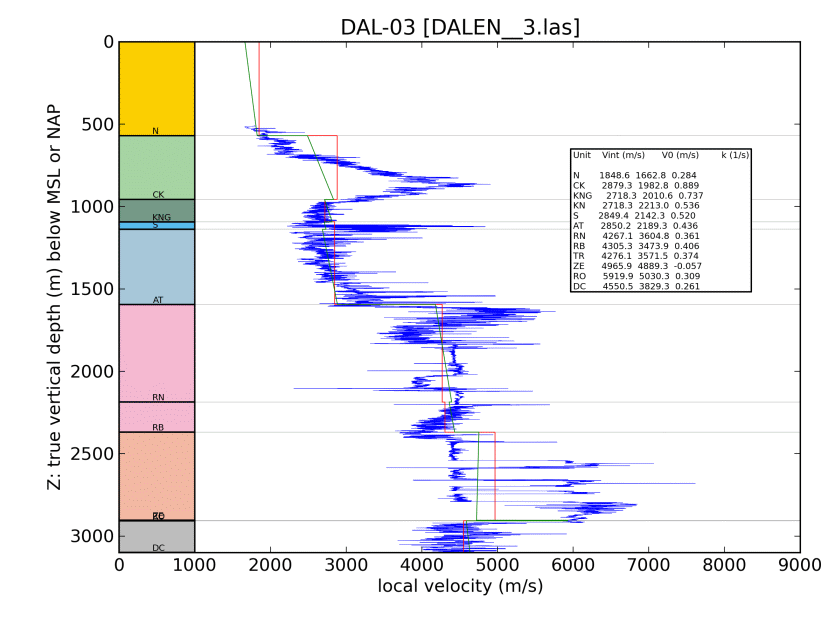 DAL-03 [DALEN__3.las]
Z: true vertical depth (m) below MSL or NAP
0
500
1000
1500
2000
2500
3000
N
CK
KNG
S
AT
RN
RB
ZE
DC
Unit Vint (m/s) V0 (m/s) k (1/s)
N 1848.6 1662.8 0.284
CK 2879.3 1982.8 0.889
KNG 2718.3 2010.6 0.737
KN 2718.3 2213.0 0.536
S 2849.4 2142.3 0.520
AT 2850.2 2189.3 0.436
RN 4267.1 3604.8 0.361
RB 4305.3 3473.9 0.406
TR 4276.1 3571.5 0.374
ZE 4965.9 4889.3 -0.057
RO 5919.9 5030.3 0.309
DC 4550.5 3829.3 0.261
0 1000 2000 3000 4000 5000 6000 7000 8000 9000
local velocity (m/s)